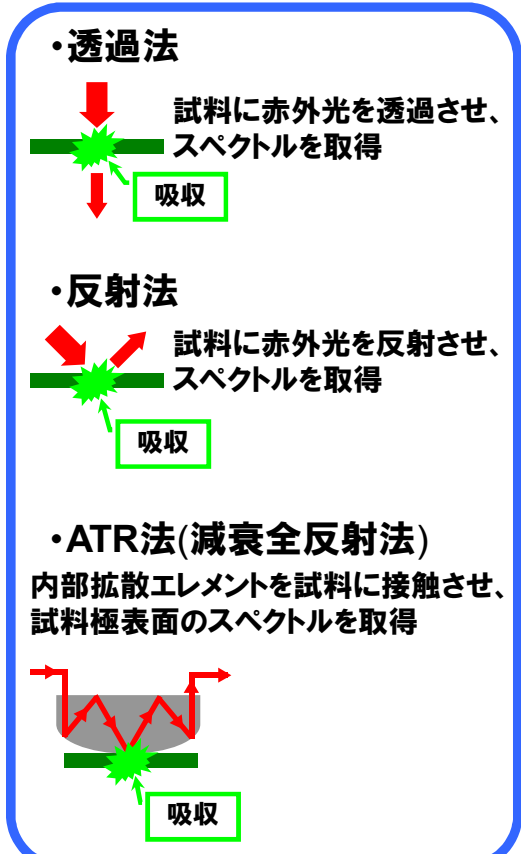 ・透過法
試料に赤外光を透過させ、
スペクトルを取得
吸収
・反射法
試料に赤外光を反射させ、
スペクトルを取得
吸収
・ATR法(減衰全反射法)
内部拡散エレメントを試料に接触させ、
試料極表面のスペクトルを取得
吸収